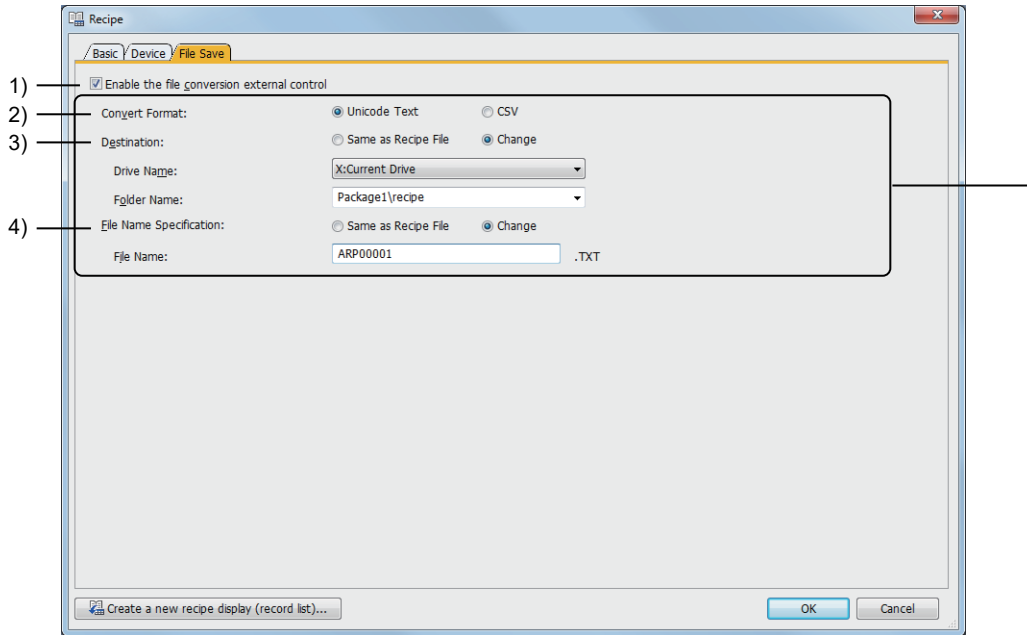 Recipe
Basic Device File Save
1) Enable the file conversion external control
2) Convert Format: Unicode Text CSV
3) Destination: Same as Recipe File Change
Drive Name: X:Current Drive
Folder Name: Package1\recipe
4) File Name Specification: Same as Recipe File Change
File Name: ARP00001 .TXT
Create a new recipe display (record list)... OK Cancel